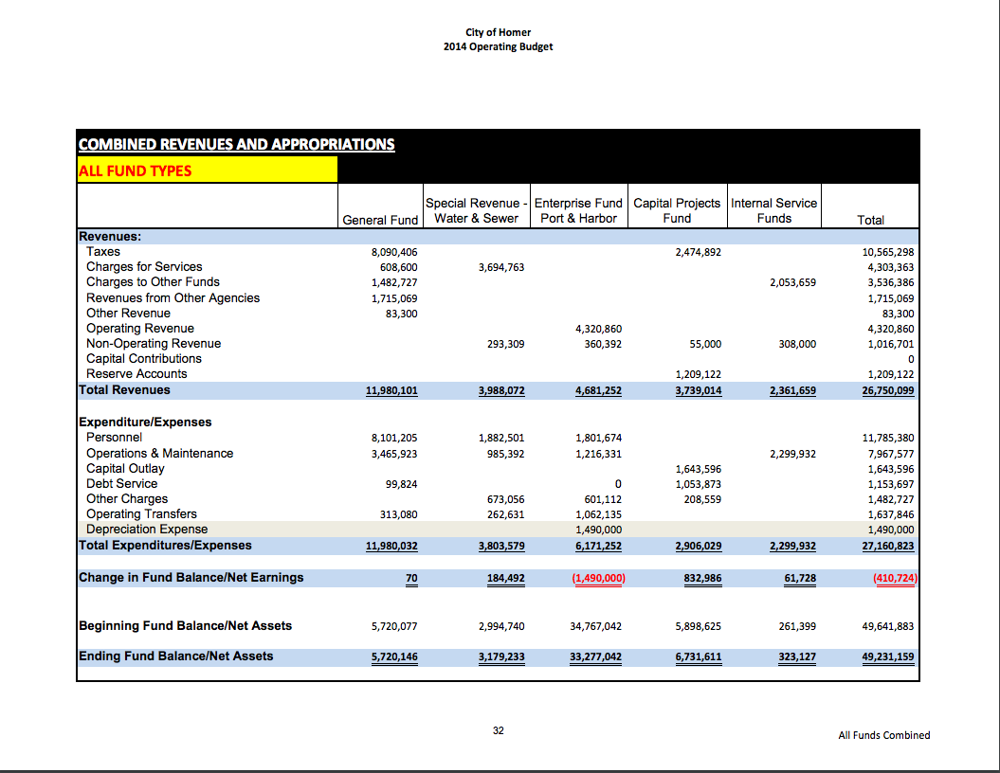 City of Homer
2014 Operating Budget
COMBINED REVENUES AND APPROPRIATIONS
ALL FUND TYPES
General Fund Special Revenue - Water & Sewer Enterprise Fund Port & Harbor Capital Projects Fund Internal Service Funds Total
Revenues:
Taxes 8,090,406 2,474,892 10,565,298
Charges for Services 608,600 3,694,763 4,303,363
Charges to Other Funds 1,482,727 2,053,659 3,536,386
Revenues from Other Agencies 1,715,069 1,715,069
Other Revenue 83,300 83,300
Operating Revenue 4,320,860 4,320,860
Non-Operating Revenue 293,309 360,392 55,000 308,000 1,016,701
Capital Contributions 0
Reserve Accounts 1,209,122 1,209,122
Total Revenues 11,980,101 3,988,072 4,681,252 3,739,014 2,361,659 26,750,099
Expenditure/Expenses
Personnel 8,101,205 1,882,501 1,801,674 11,785,380
Operations & Maintenance 3,465,923 985,392 1,216,331 2,299,932 7,967,577
Capital Outlay 1,643,596 1,643,596
Debt Service 99,824 0 1,053,873 1,153,697
Other Charges 673,056 601,112 208,559 1,482,727
Operating Transfers 313,080 262,631 1,062,135 1,637,846
Depreciation Expense 1,490,000 1,490,000
Total Expenditures/Expenses 11,980,032 3,803,579 6,171,252 2,906,029 2,299,932 27,160,823
Change in Fund Balance/Net Earnings 70 184,492 (1,490,000) 832,986 61,728 (410,724)
Beginning Fund Balance/Net Assets 5,720,077 2,994,740 34,767,042 5,898,625 261,399 49,641,883
Ending Fund Balance/Net Assets 5,720,146 3,179,233 33,277,042 6,731,611 323,127 49,231,159
32
All Funds Combined